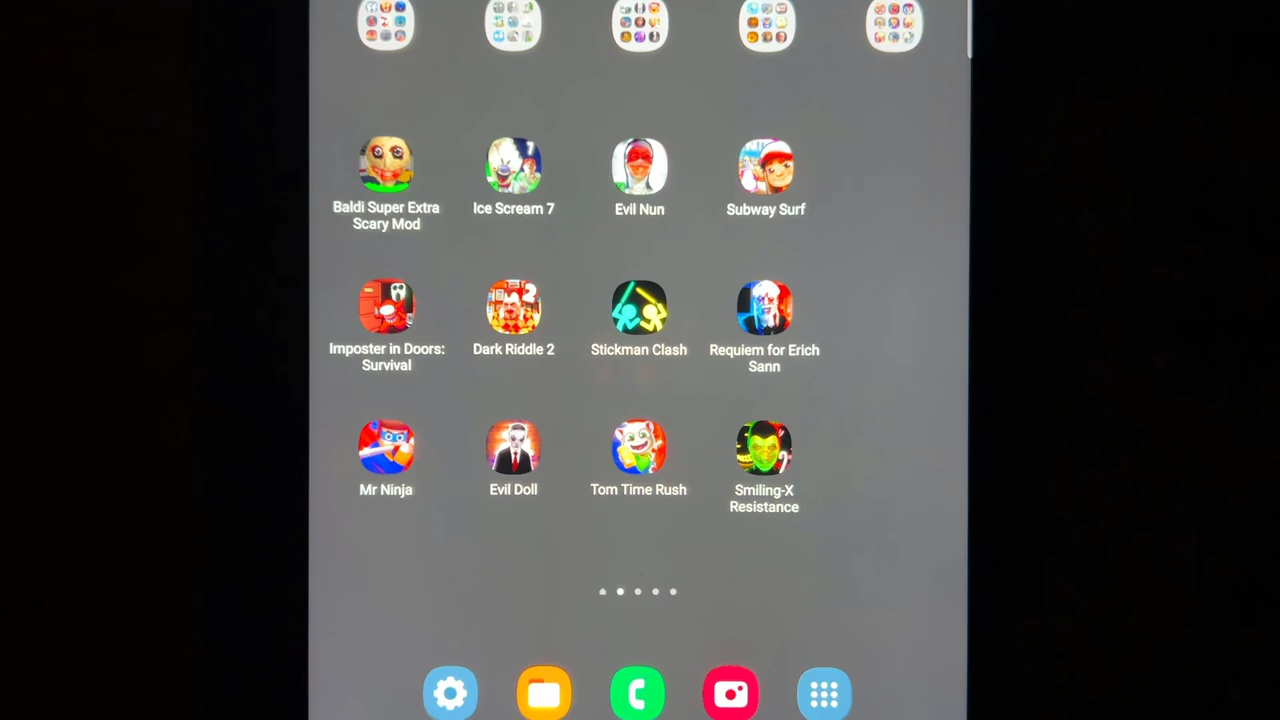 Baldi Super Extra
Scary Mod
Ice Scream 7
Evil Nun
Subway Surf
Imposter in Doors:
Survival
Dark Riddle 2
Stickman Clash
Requiem for Erich
Sann
Mr Ninja
Evil Doll
Tom Time Rush
Smiling-X
Resistance